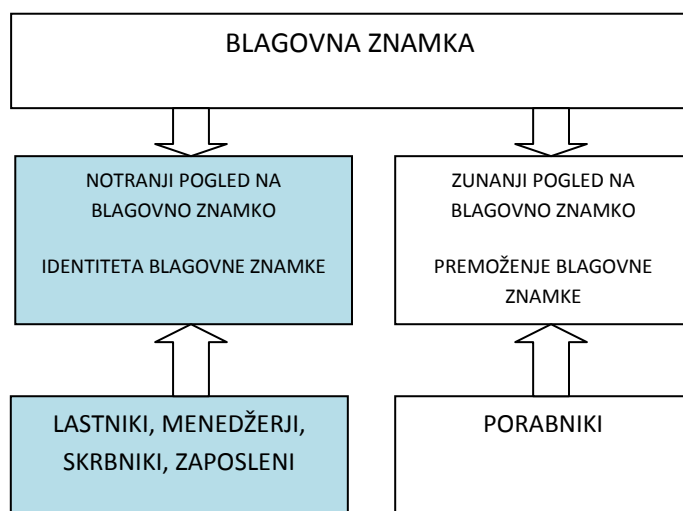 BLAGOVNA ZNAMKA
NOTRANJI POGLED NA
BLAGOVNO ZNAMKO
IDENTITETA BLAGOVNE ZNAMKE
ZUNANJI POGLED NA
BLAGOVNO ZNAMKO
PREMOŽENJE BLAGOVNE
ZNAMKE
LASTNIKI, MENEDŽERJI,
SKRBNIKI, ZAPOSLENI
PORABNIKI